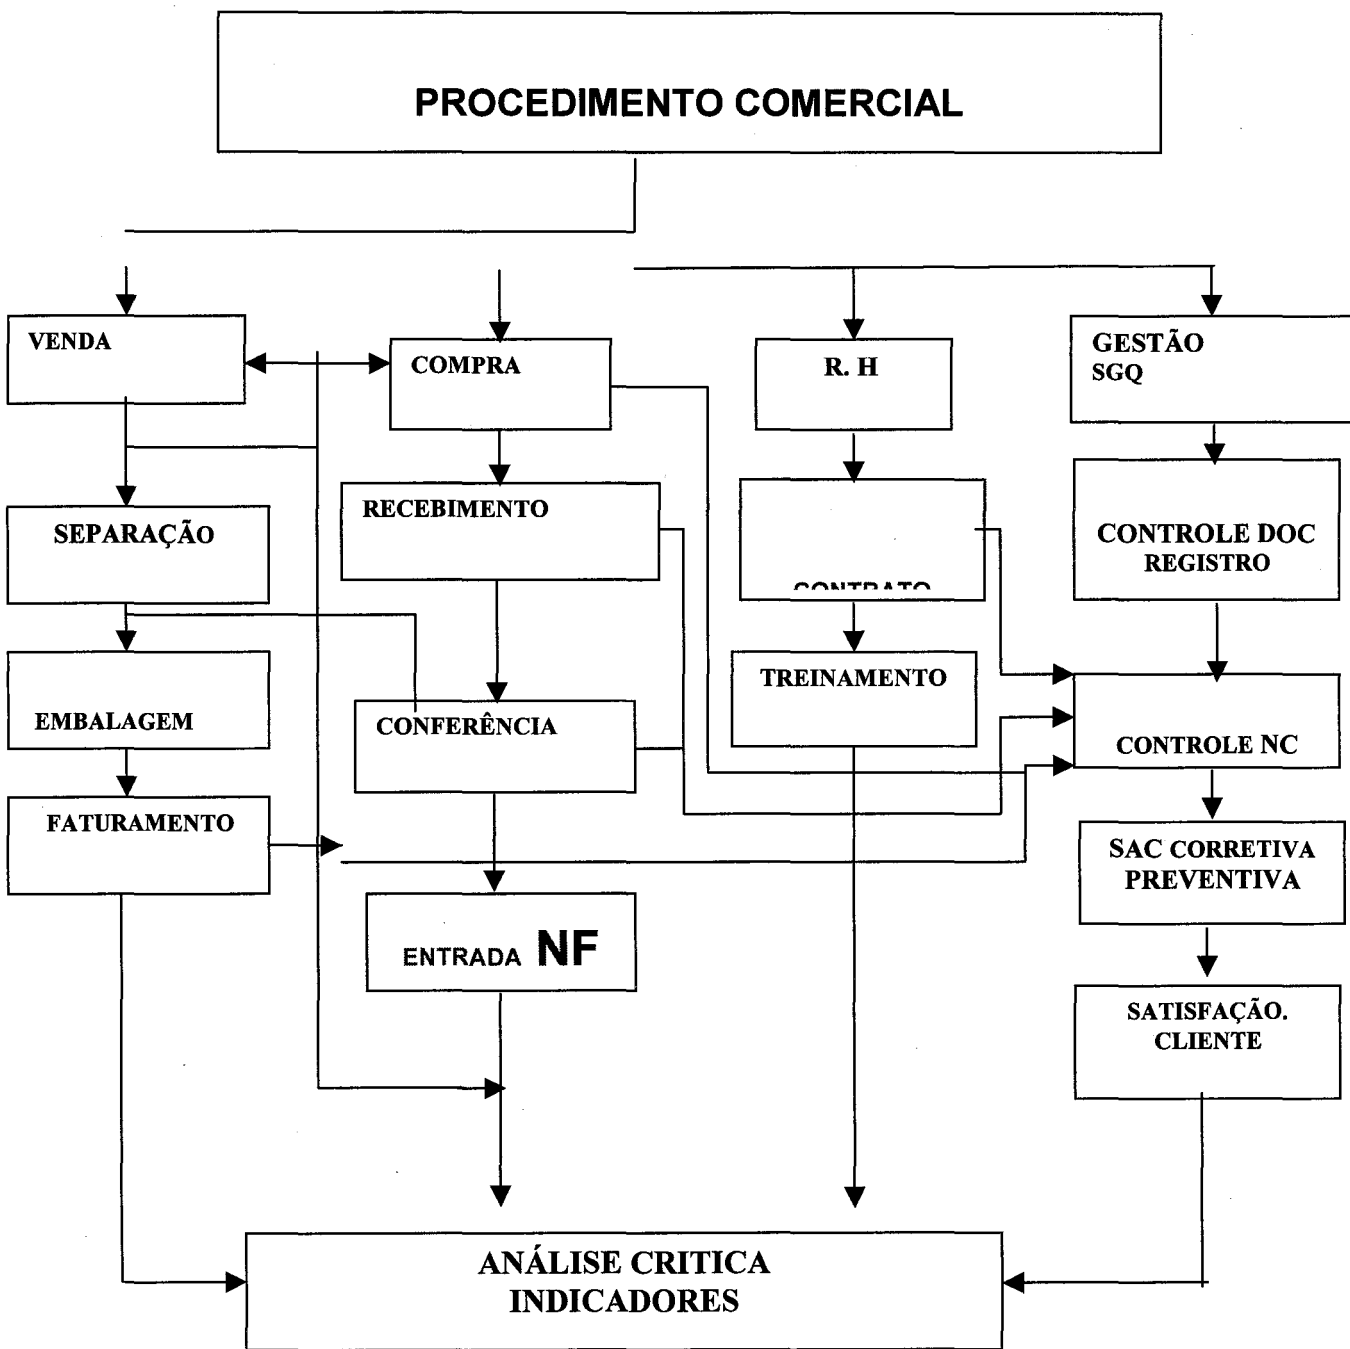 PROCEDIMENTO COMERCIAL
VENDA
COMPRA
R. H
GESTÃO
SGQ
SEPARAÇÃO
RECEBIMENTO
CONTRATO
CONTROLE DOC
REGISTRO
EMBALAGEM
CONFERÊNCIA
TREINAMENTO
CONTROLE NC
FATURAMENTO
SAC CORRETIVA
PREVENTIVA
ENTRADA NF
SATISFAÇÃO.
CLIENTE
ANÁLISE CRITICA
INDICADORES